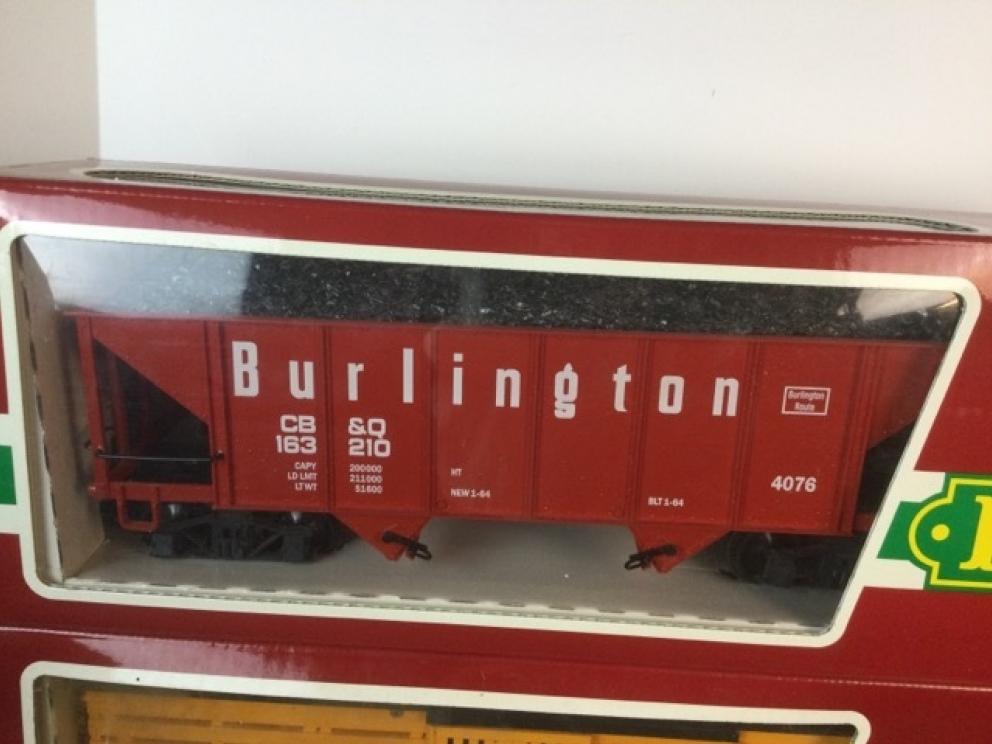 Burlington
Burlington
Route
CB &Q
163 210
CAPY 200000
LD LMT 211000
LT WT 51600
HT
NEW 1-64
BLT 1-64
4076